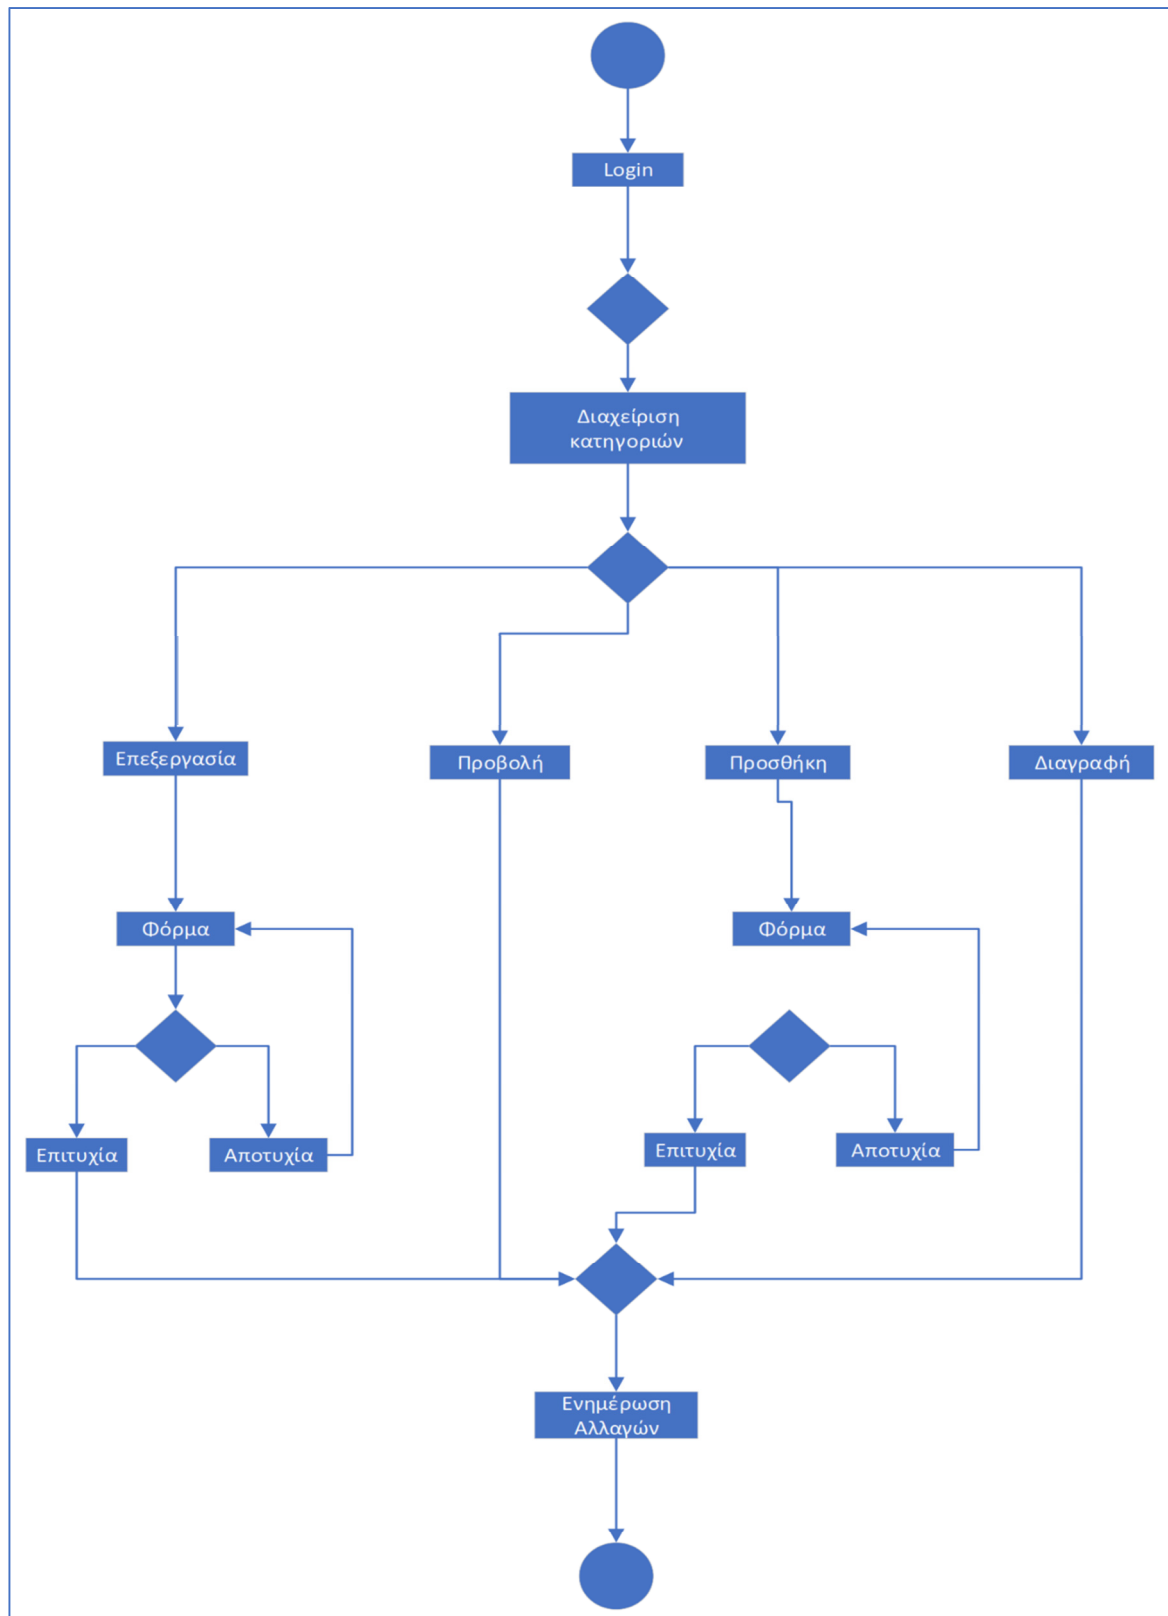 Login
Διαχείριση
κατηγοριών
Επεξεργασία
Προβολή
Προσθήκη
Διαγραφή
Φόρμα
Φόρμα
Επιτυχία
Αποτυχία
Επιτυχία
Αποτυχία
Ενημέρωση
Αλλαγών